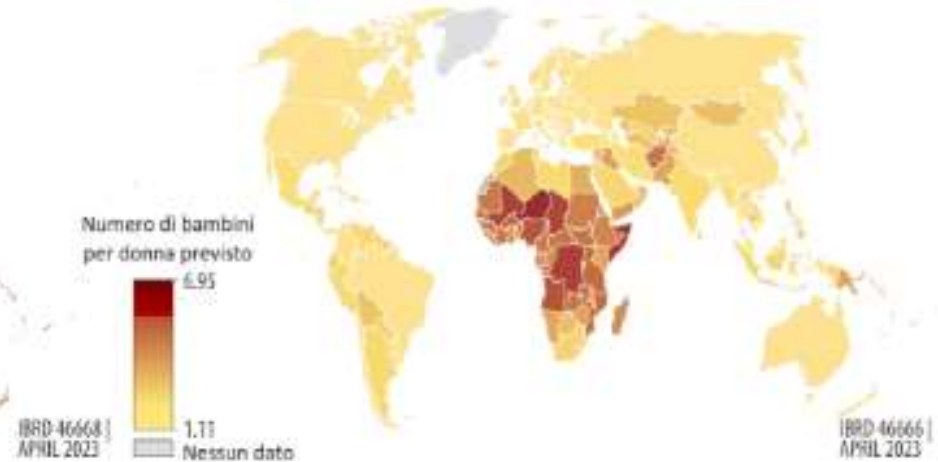 Numero di bambini
per donna previsto
6.95
1.11
Nessun dato
IBRD 46668 |
APRIL 2023
IBRD 46666 |
APRIL 2023